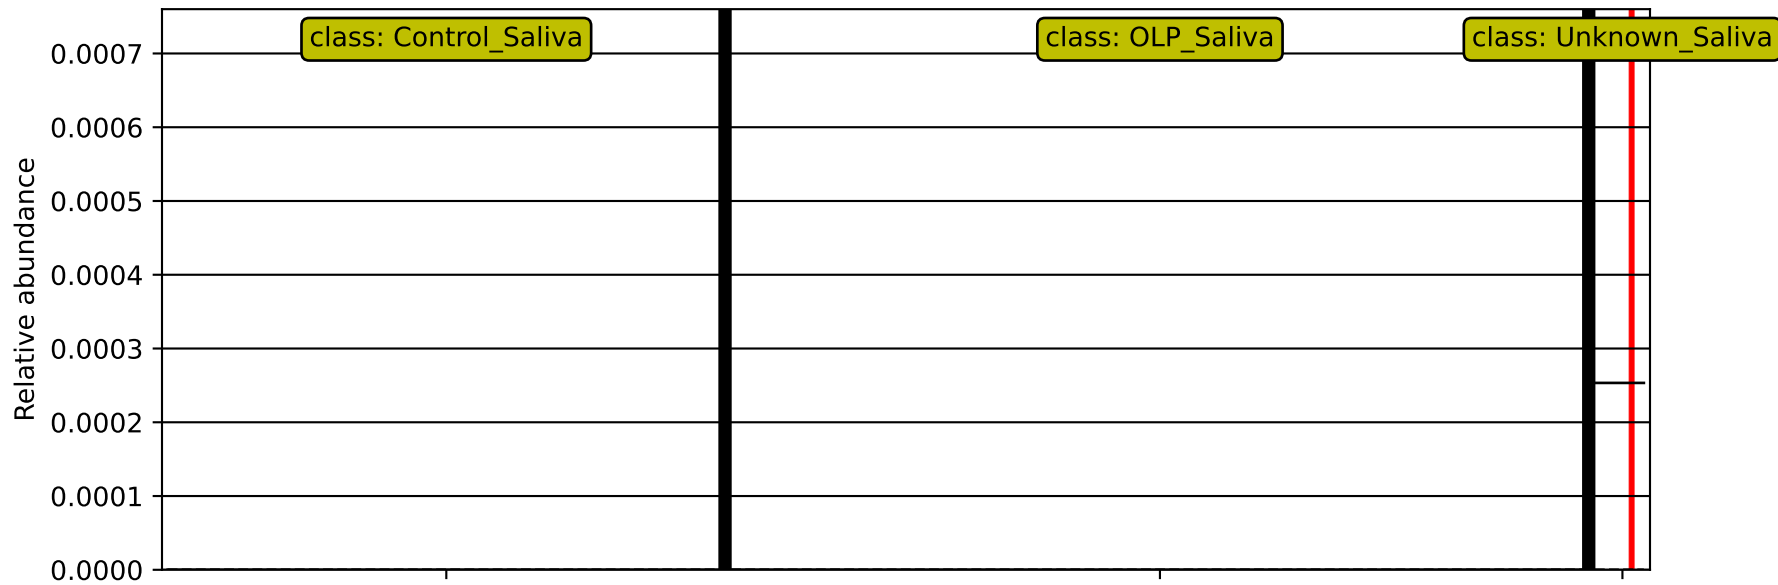 class: Control_Saliva
class: OLP_Saliva
class: Unknown_Saliva
Relative abundance
0.0007
0.0006
0.0005
0.0004
0.0003
0.0002
0.0001
0.0000